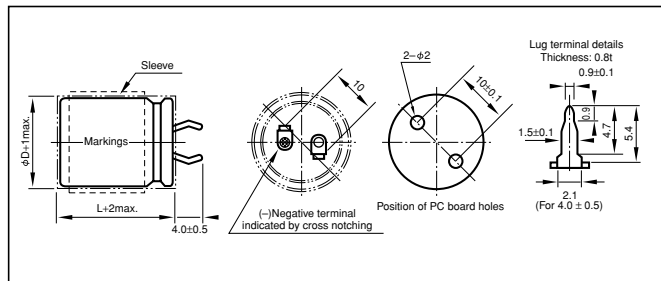 Sleeve
Markings
φD+1max.
L+2max.
4.0±0.5
10
(–)Negative terminal
indicated by cross notching
2–φ2
10±0.1
Position of PC board holes
Lug terminal details
Thickness: 0.8t
0.9±0.1
0.9
4.7
5.4
1.5±0.1
2.1
(For 4.0 ± 0.5)